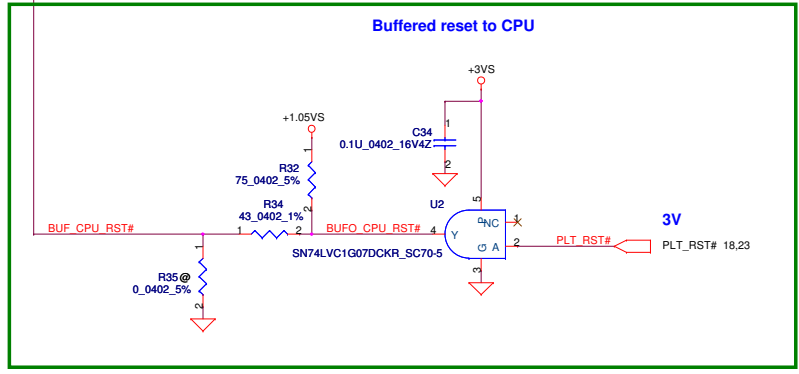 Buffered reset to CPU
+3VS
+1.05VS
1
C34
0.1U_0402_16V4Z
2
1
R32
75_0402_5%
2
R34
43_0402_1%
U2
5
P
NC
1
3V
BUF_CPU_RST#
1
2
BUFO_CPU_RST#
4
Y
G
A
2
PLT_RST#
PLT_RST# 18,23
SN74LVC1G07DCKR_SC70-5
3
1
R35@
0_0402_5%
2